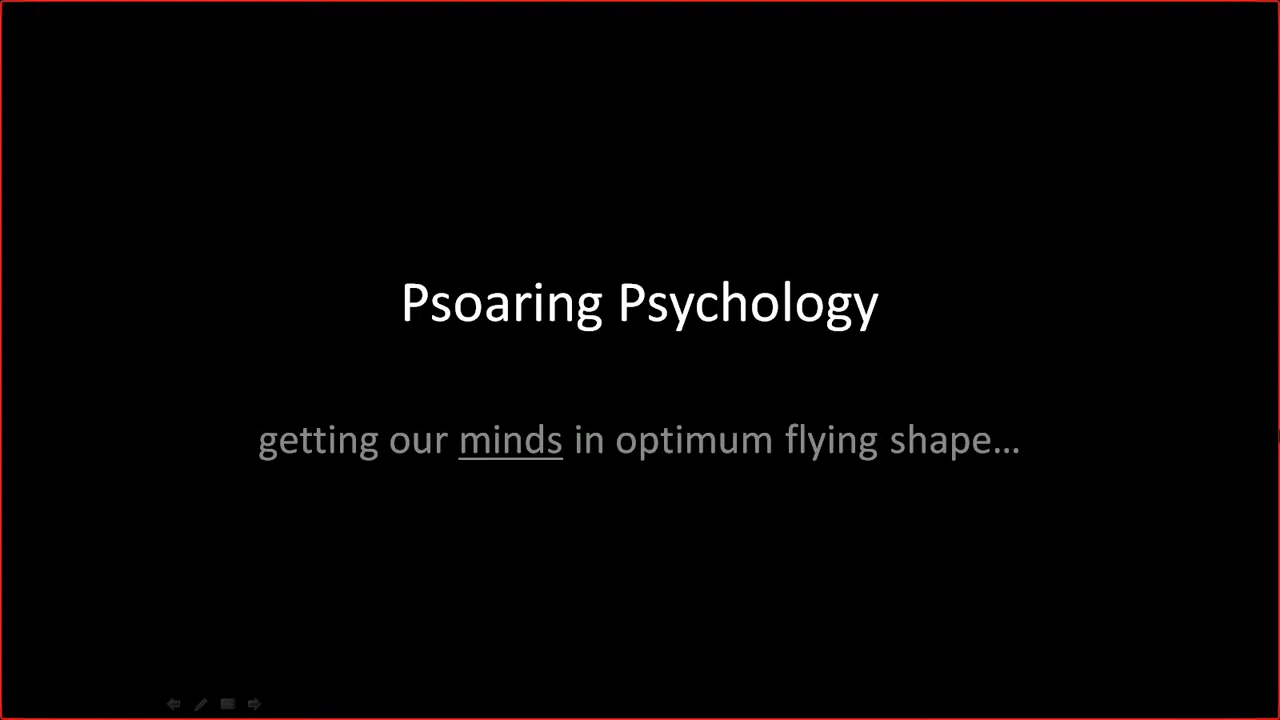 Psoaring Psychology
getting our minds in optimum flying shape…